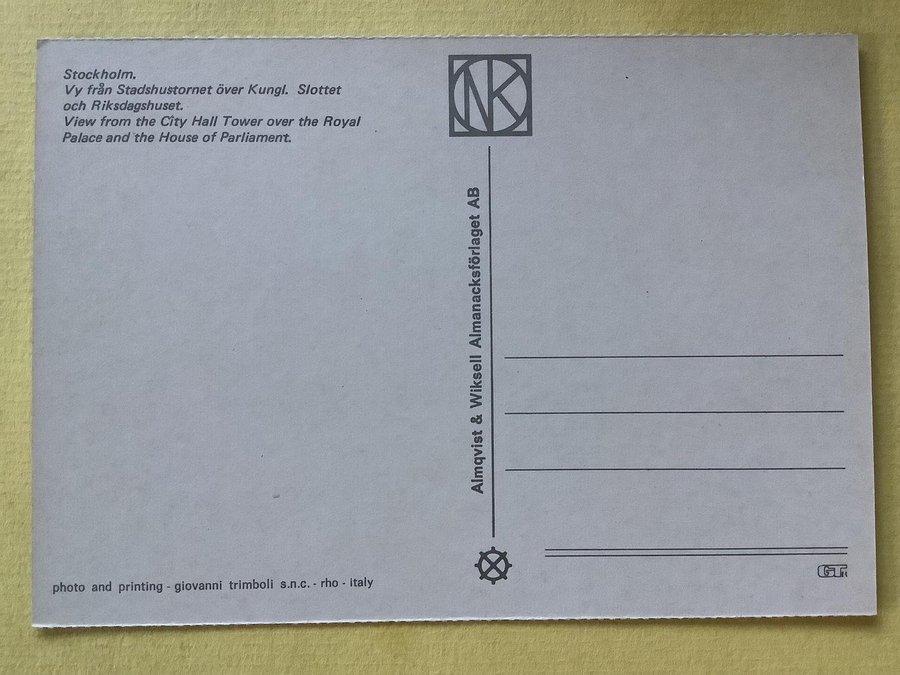 Stockholm.
Vy från Stadshustornet över Kungl. Slottet
och Riksdagshuset.
View from the City Hall Tower over the Royal
Palace and the House of Parliament.
NK
Almqvist & Wiksell Almanacksförlaget AB
photo and printing - giovanni trimboli s.n.c. - rho - italy
GT